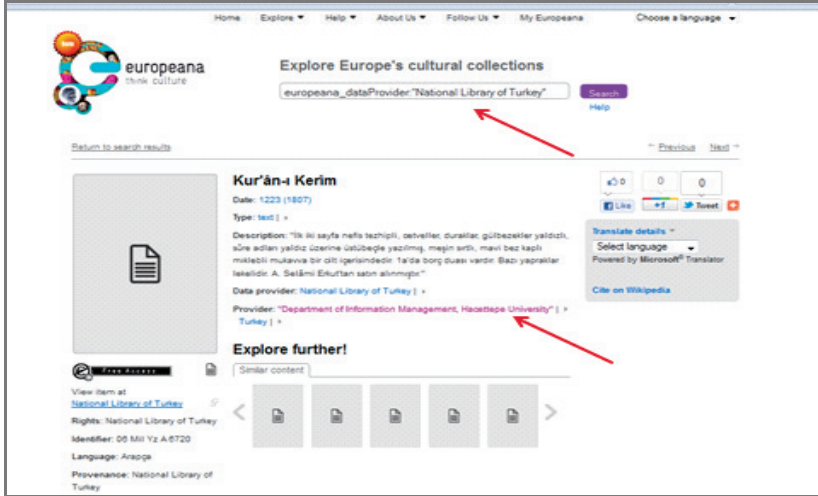 Home Explore ▼ Help ▼ About Us ▼ Follow Us ▼ My Europeana Choose a language ▼
europeana
think culture
Explore Europe's cultural collections
europeana_dataProvider:"National Library of Turkey"
Search
Help
Return to search results
Previous Next
Kur'ân-ı Kerîm
Date: 1223 (1807)
Type: text | »
Description: "İlk iki sayfa nefis tezhipli, cetveller, duraklar, gülbezekler yaldızlı,
sûre adları yaldız üzerine üstübeçle yazılmış, meşin sırtlı, mavi bez kaplı
miklebli mukavva bir cilt içerisindedir. 1a'da borç duası vardır. Bazı yapraklar
lekelidir. A. Selâmi Erkut'tan satın alınmıştır."
Data provider: National Library of Turkey | »
Provider: "Department of Information Management, Hacettepe University" | »
Turkey | »
0 0 0
Like +1 Tweet
Translate details
Select language
Powered by Microsoft® Translator
Cite on Wikipedia
Explore further!
Similar content
Free Access
View item at
National Library of Turkey
Rights: National Library of Turkey
Identifier: 06 Mil Yz A 6720
Language: Arapça
Provenance: National Library of
Turkey